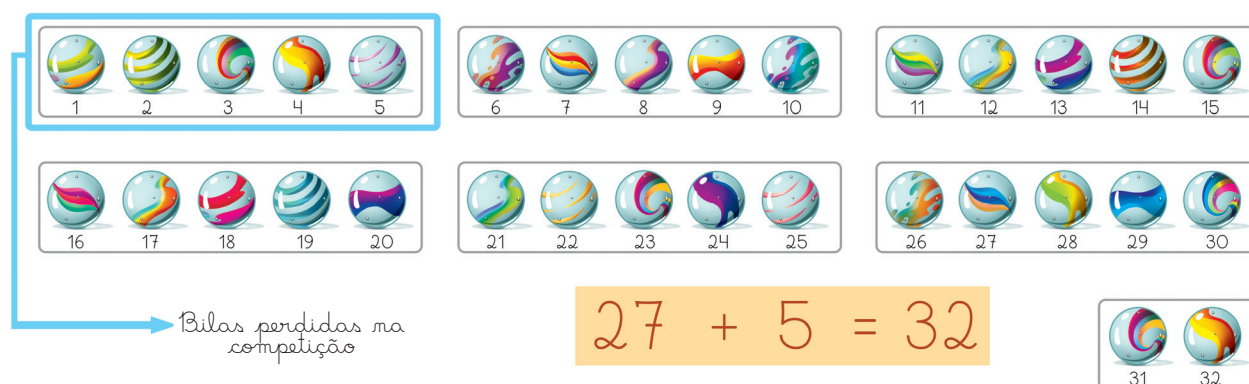 1 2 3 4 5
6 7 8 9 10
11 12 13 14 15
16 17 18 19 20
21 22 23 24 25
26 27 28 29 30
Bilas perdidas na
competição
27 + 5 = 32
31 32